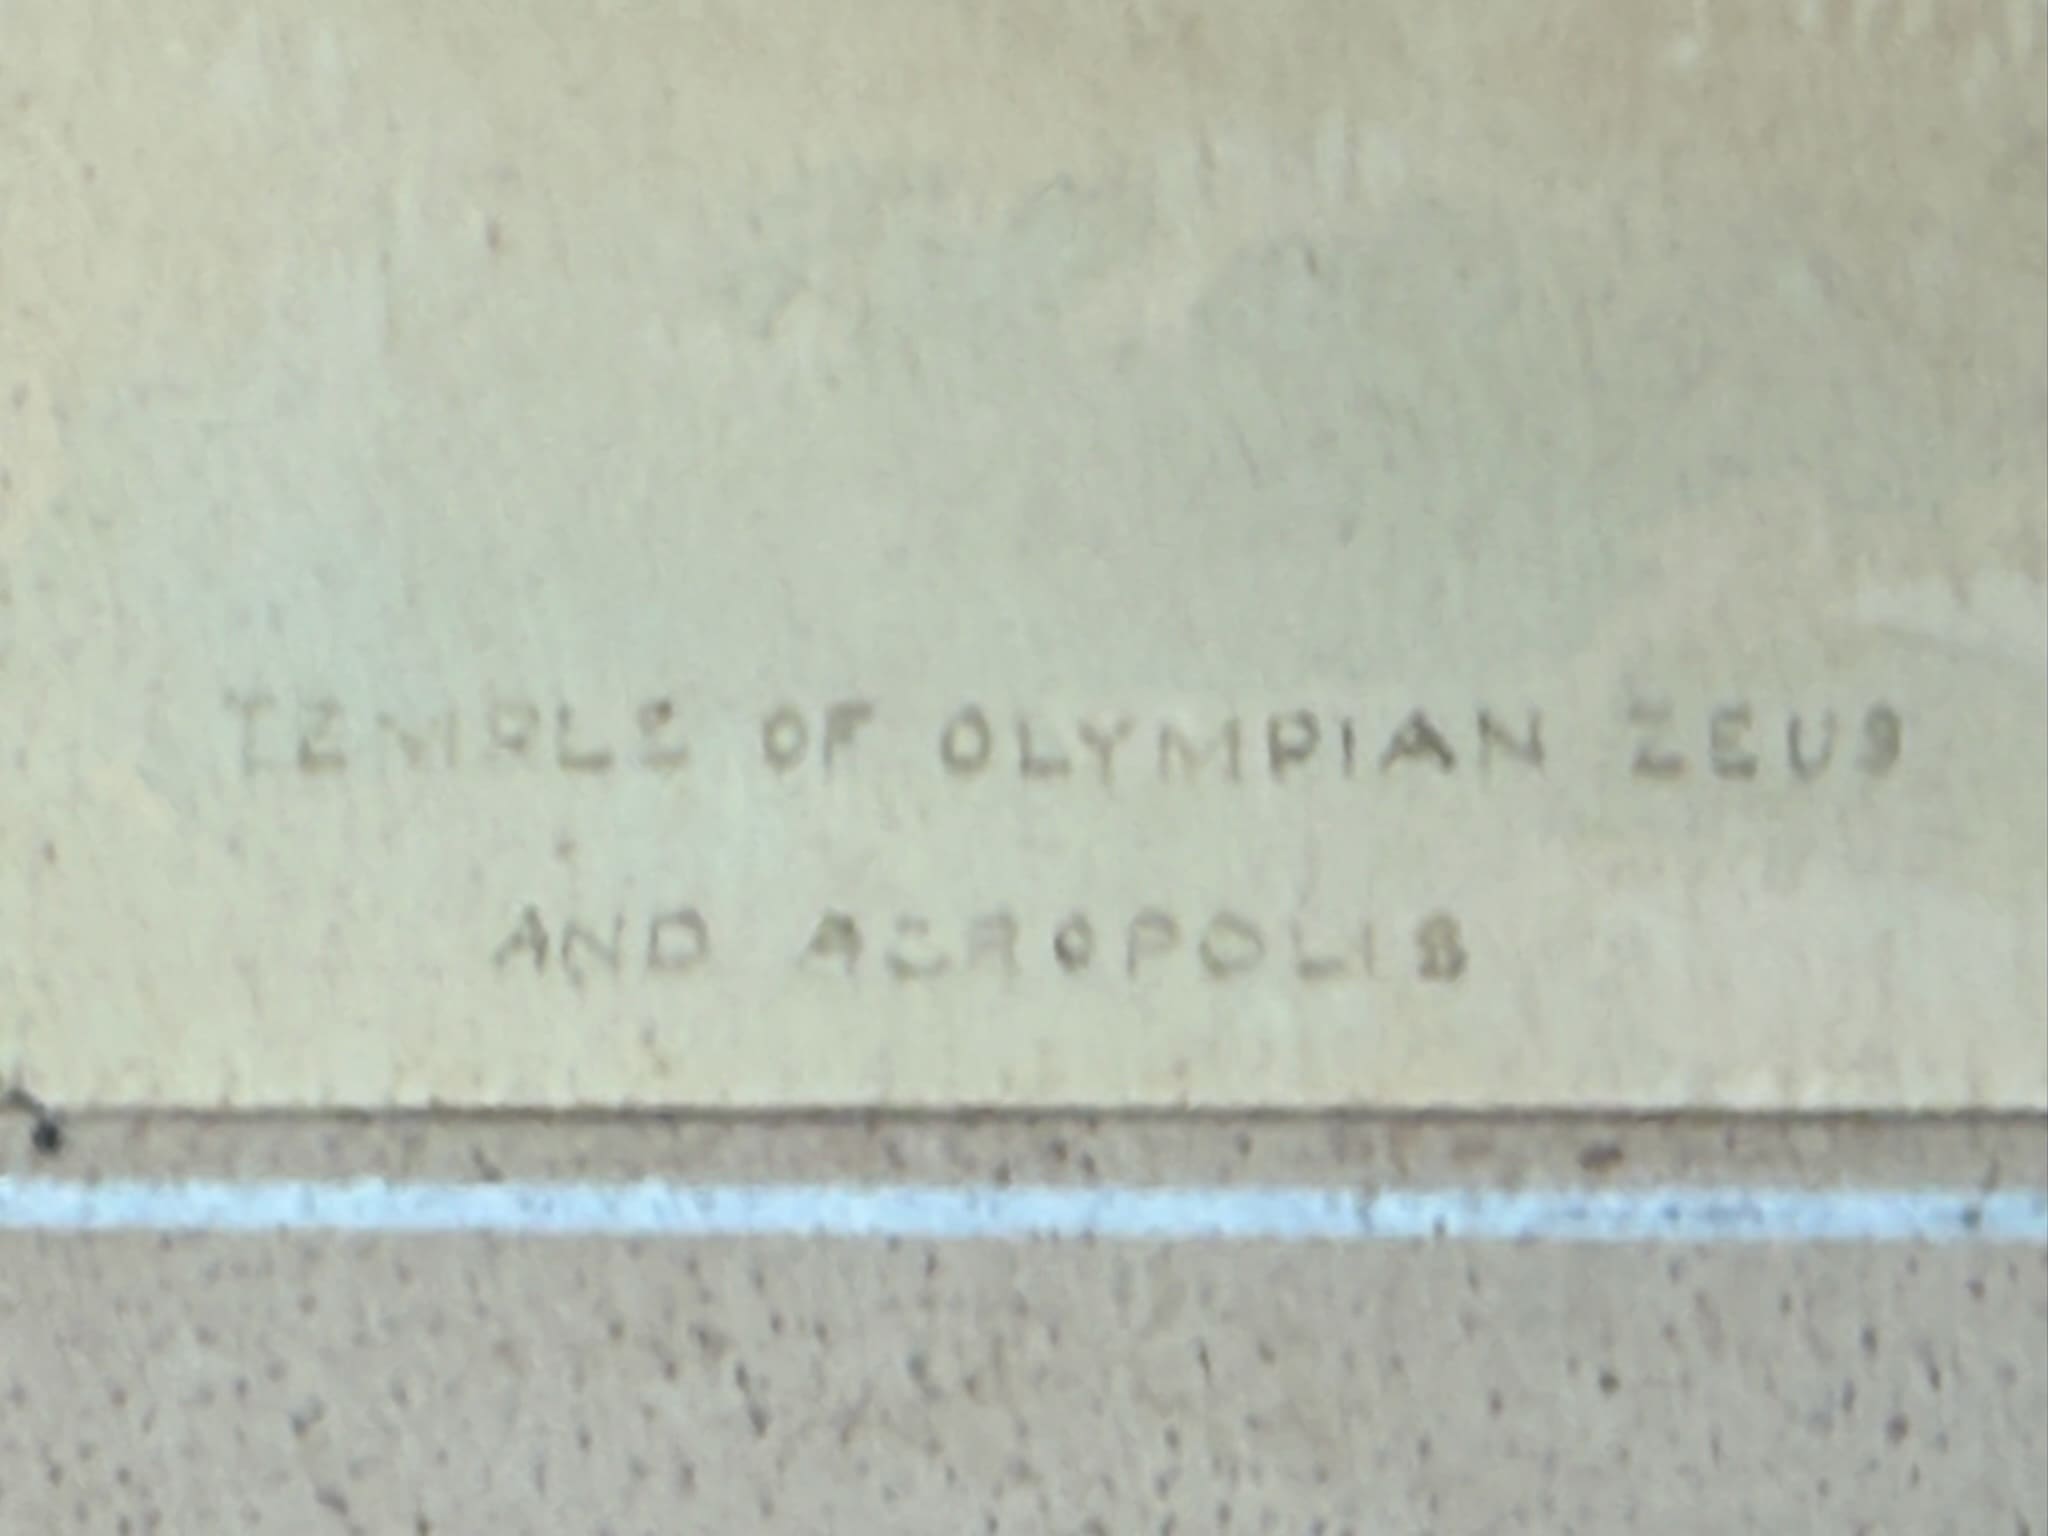 TEMPLE OF OLYMPIAN ZEUS
AND ACROPOLIS